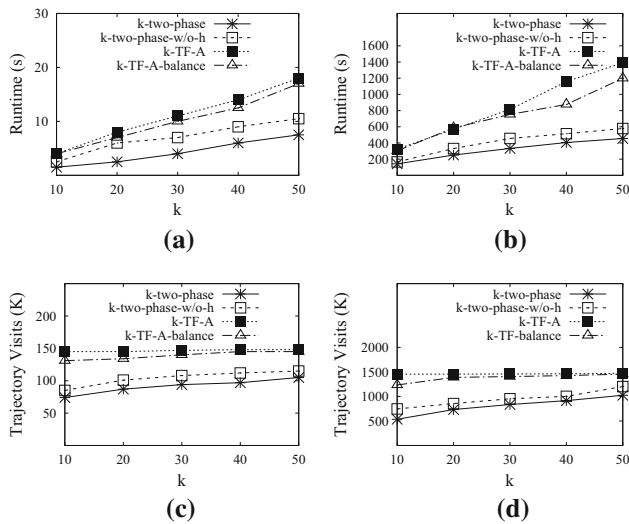 30
20
10
Runtime (s)
k-two-phase
k-two-phase-w/o-h
k-TF-A
k-TF-A-balance
10 20 30 40 50
k
(a)
1600
1400
1200
1000
800
600
400
200
Runtime (s)
k-two-phase
k-two-phase-w/o-h
k-TF-A
k-TF-A-balance
10 20 30 40 50
k
(b)
200
150
100
50
Trajectory Visits (K)
k-two-phase
k-two-phase-w/o-h
k-TF-A
k-TF-A-balance
10 20 30 40 50
k
(c)
2000
1500
1000
500
Trajectory Visits (K)
k-two-phase
k-two-phase-w/o-h
k-TF-A
k-TF-balance
10 20 30 40 50
k
(d)